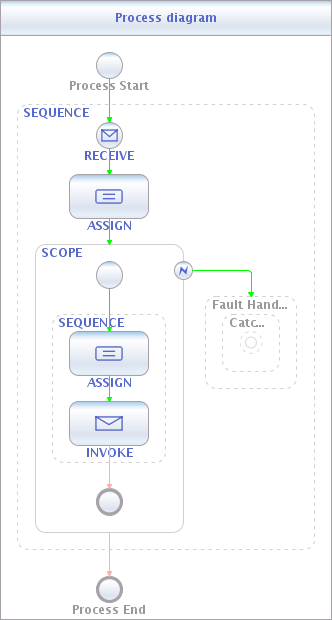 Process diagram
Process Start
SEQUENCE
RECEIVE
ASSIGN
SCOPE
Fault Hand...
Catc...
SEQUENCE
ASSIGN
INVOKE
Process End